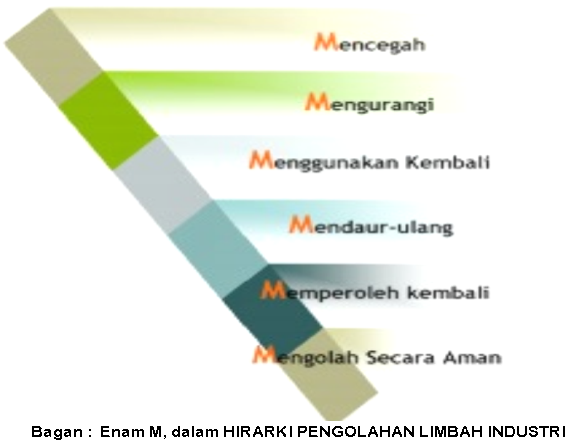 Mencegah
Mengurangi
Menggunakan Kembali
Mendaur-ulang
Memperoleh kembali
Mengolah Secara Aman
Bagan : Enam M, dalam HIRARKI PENGOLAHAN LIMBAH INDUSTRI